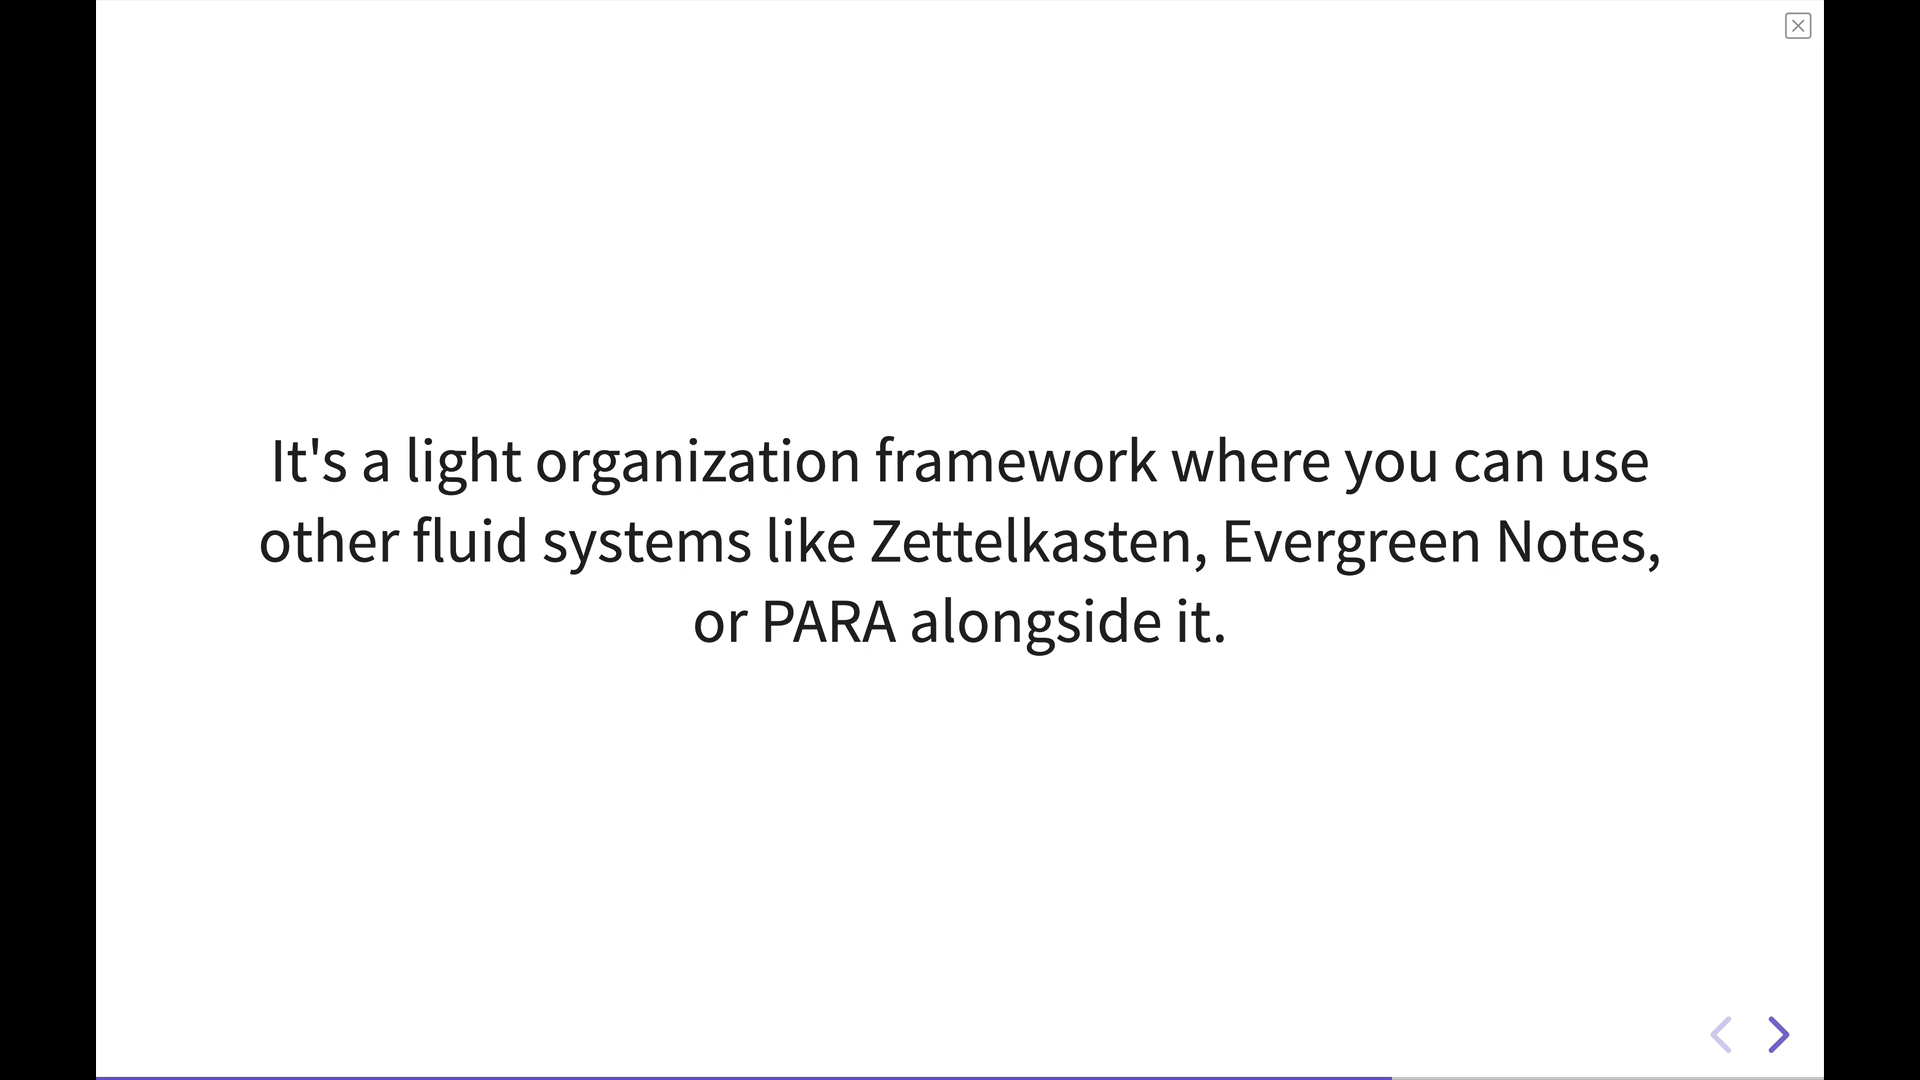 It's a light organization framework where you can use
other fluid systems like Zettelkasten, Evergreen Notes,
or PARA alongside it.